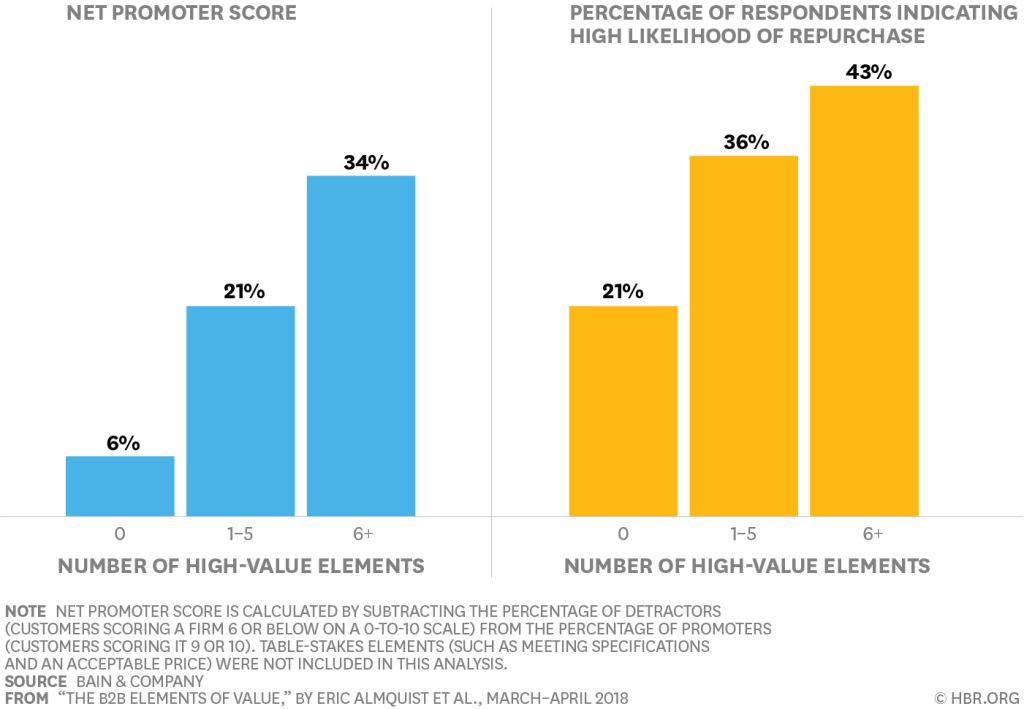 NET PROMOTER SCORE
34%
21%
6%
0
1–5
6+
NUMBER OF HIGH-VALUE ELEMENTS
PERCENTAGE OF RESPONDENTS INDICATING
HIGH LIKELIHOOD OF REPURCHASE
43%
36%
21%
0
1–5
6+
NUMBER OF HIGH-VALUE ELEMENTS
NOTE NET PROMOTER SCORE IS CALCULATED BY SUBTRACTING THE PERCENTAGE OF DETRACTORS
(CUSTOMERS SCORING A FIRM 6 OR BELOW ON A 0-TO-10 SCALE) FROM THE PERCENTAGE OF PROMOTERS
(CUSTOMERS SCORING IT 9 OR 10). TABLE-STAKES ELEMENTS (SUCH AS MEETING SPECIFICATIONS
AND AN ACCEPTABLE PRICE) WERE NOT INCLUDED IN THIS ANALYSIS.
SOURCE BAIN & COMPANY
FROM “THE B2B ELEMENTS OF VALUE,” BY ERIC ALMQUIST ET AL., MARCH–APRIL 2018
© HBR.ORG